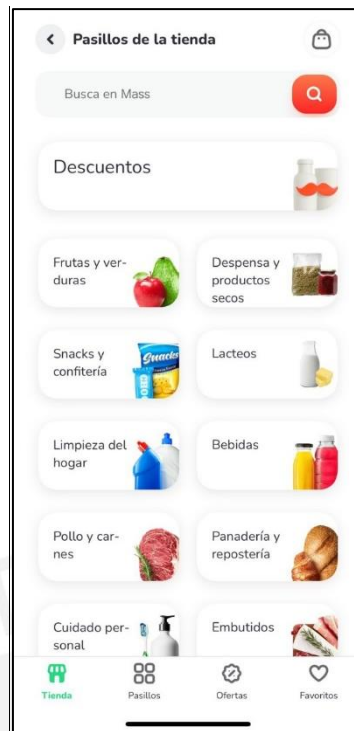 Pasillos de la tienda
Busca en Mass
Descuentos
Frutas y ver-
duras
Despensa y
productos
secos
Snacks y
confitería
Snacks
Lacteos
Limpieza del
hogar
Bebidas
Pollo y car-
nes
Panadería y
repostería
Cuidado per-
sonal
Embutidos
Tienda
Pasillos
Ofertas
Favoritos